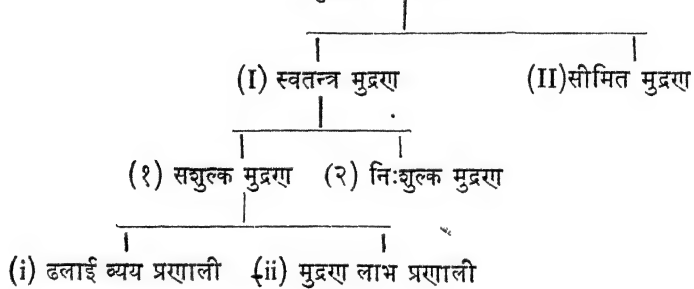 (I) स्वतन्त्र मुद्रण (II)सीमित मुद्रण
(१) सशुल्क मुद्रण (२) निःशुल्क मुद्रण
(i) ढलाई व्यय प्रणाली (ii) मुद्रण लाभ प्रणाली